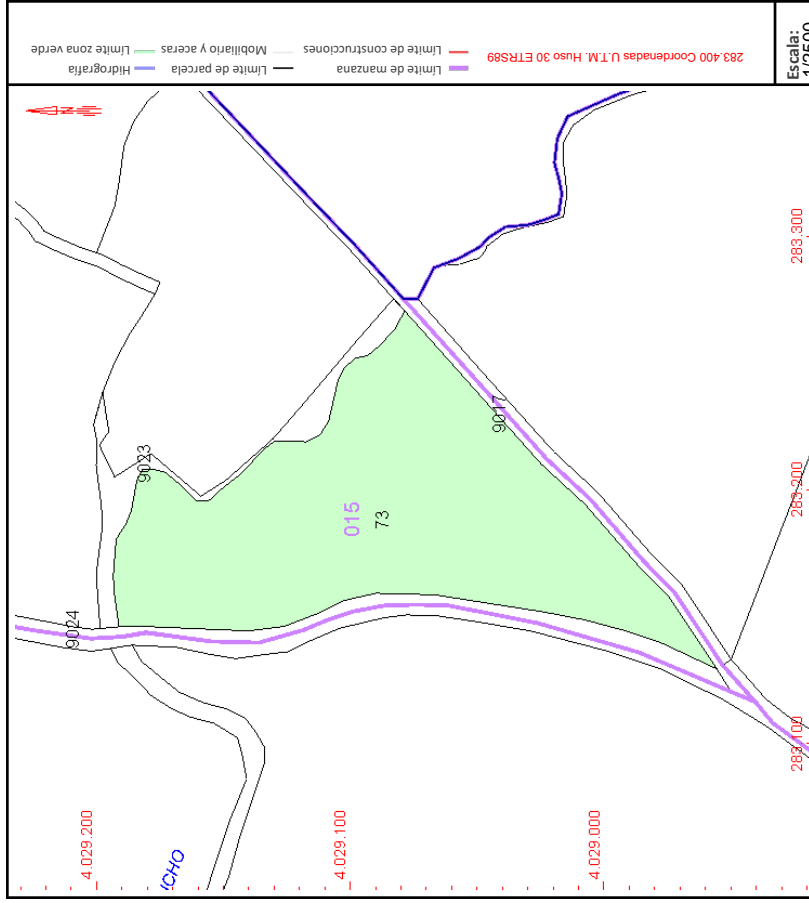 Límite zona verde
Hidrografía
Mobiliario y aceras
Límite de parcela
Límite de construcciones
Límite de manzana
283.400 Coordenadas U.T.M. Huso 30 ETRS89
Escala:
1/2500
N
9023
9024
015
73
9017
283,300
283,200
283,100
4.029.200
4.029.100
4.029.000
ICHO